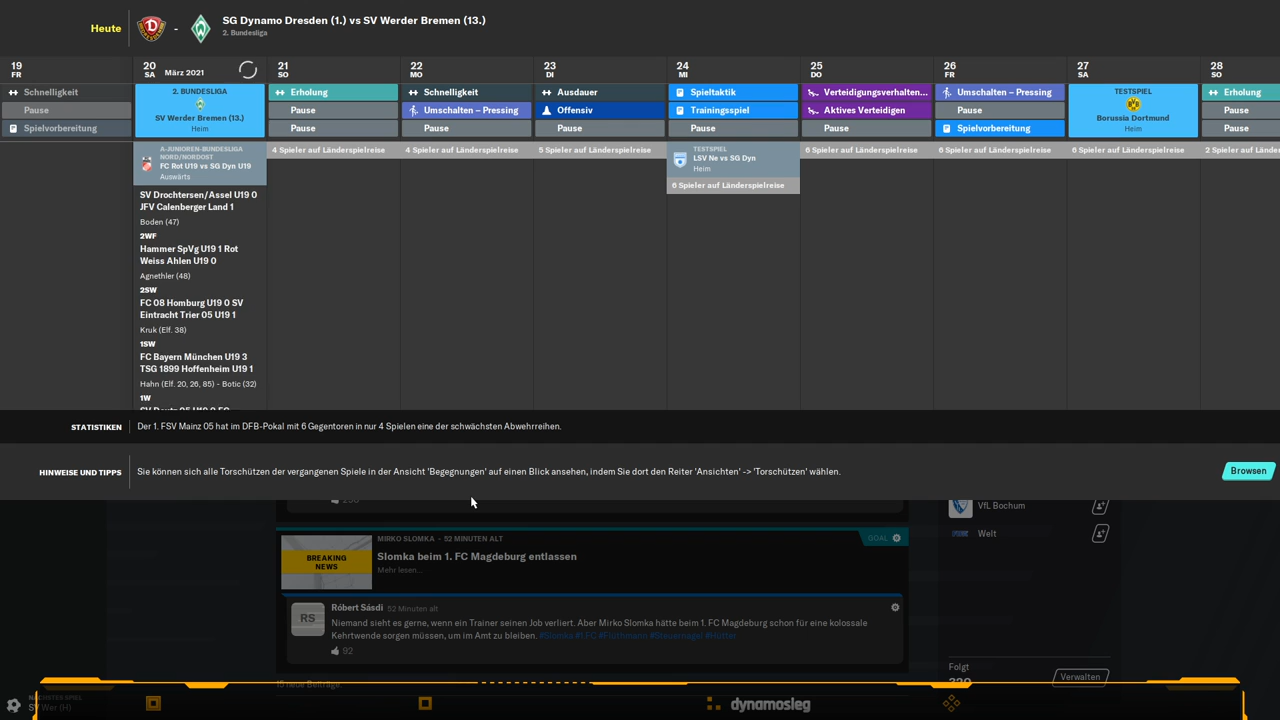 Heute
SG Dynamo Dresden (1.) vs SV Werder Bremen (13.)
2. Bundesliga
19
FR
20
SA März 2021
21
SO
22
MO
23
DI
24
MI
25
DO
26
FR
27
SA
28
SO
Schnelligkeit
Pause
Spielvorbereitung
2. BUNDESLIGA
SV Werder Bremen (13.)
Heim
Erholung
Pause
Pause
Schnelligkeit
Umschalten – Pressing
Pause
Ausdauer
Offensiv
Pause
Spieltaktik
Trainingsspiel
Pause
Verteidigungsverhalten...
Aktives Verteidigen
Pause
Umschalten – Pressing
Pause
Spielvorbereitung
TESTSPIEL
Borussia Dortmund
Heim
Erholung
Pause
Pause
A-JUNIOREN-BUNDESLIGA
NORD/NORDOST
FC Rot U19 vs SG Dyn U19
Auswärts
4 Spieler auf Länderspielreise
4 Spieler auf Länderspielreise
5 Spieler auf Länderspielreise
TESTSPIEL
LSV Ne vs SG Dyn
Heim
6 Spieler auf Länderspielreise
6 Spieler auf Länderspielreise
6 Spieler auf Länderspielreise
6 Spieler auf Länderspielreise
2 Spieler auf Länder
SV Drochtersen/Assel U19 0
JFV Calenberger Land 1
Boden (47)
2WF
Hammer SpVg U19 1 Rot
Weiss Ahlen U19 0
Agnethler (48)
2SW
FC 08 Homburg U19 0 SV
Eintracht Trier 05 U19 1
Kruk (Elf. 38)
1SW
FC Bayern München U19 3
TSG 1899 Hoffenheim U19 1
Hahn (Elf. 20, 26, 85) - Botic (32)
1W
STATISTIKEN
Der 1. FSV Mainz 05 hat im DFB-Pokal mit 6 Gegentoren in nur 4 Spielen eine der schwächsten Abwehrreihen.
HINWEISE UND TIPPS
Sie können sich alle Torschützen der vergangenen Spiele in der Ansicht 'Begegnungen' auf einen Blick ansehen, indem Sie dort den Reiter 'Ansichten' -> 'Torschützen' wählen.
Browsen
VfL Bochum
Welt
BREAKING
NEWS
MIRKO SLOMKA - 52 MINUTEN ALT
GOAL
Slomka beim 1. FC Magdeburg entlassen
Mehr lesen...
RS
Róbert Sásdi 52 Minuten alt
Niemand sieht es gerne, wenn ein Trainer seinen Job verliert. Aber Mirko Slomka hätte beim 1. FC Magdeburg schon für eine kolossale
Kehrtwende sorgen müssen, um im Amt zu bleiben. #Slomka #1.FC #Fluthmann #Steuernagel #Hütter
92
Folgt
Verwalten
15 neue Beiträge.
NÄCHSTES SPIEL
SV Wer (H)
dynamosleg